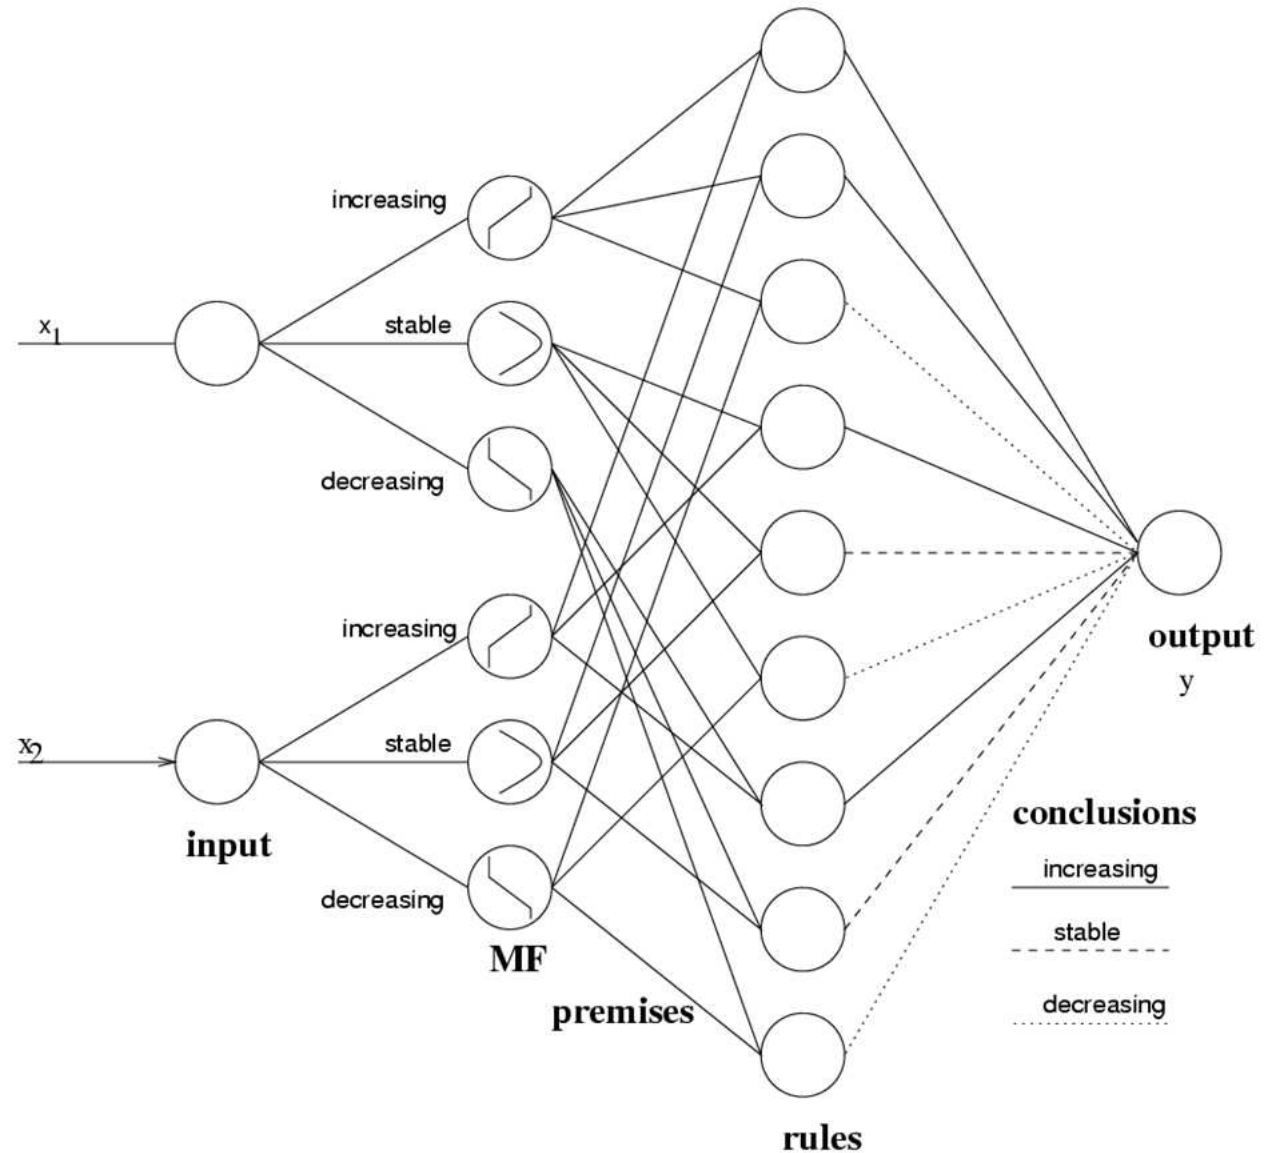 increasing
x1
stable
decreasing
increasing
x2
stable
input
decreasing
MF
premises
rules
output
y
conclusions
increasing
stable
decreasing